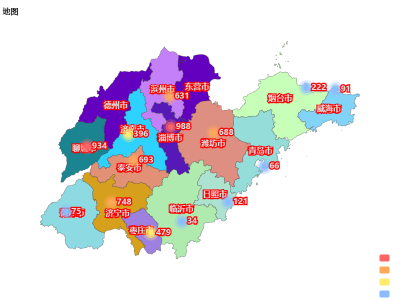 地图
滨州市
631
东营市
德州市
222
91
烟台市
威海市
济南市
396
988
淄博市
688
潍坊市
聊城
934
青岛市
693
泰安市
66
日照市
75
748
济宁市
临沂市
121
34
枣庄
479